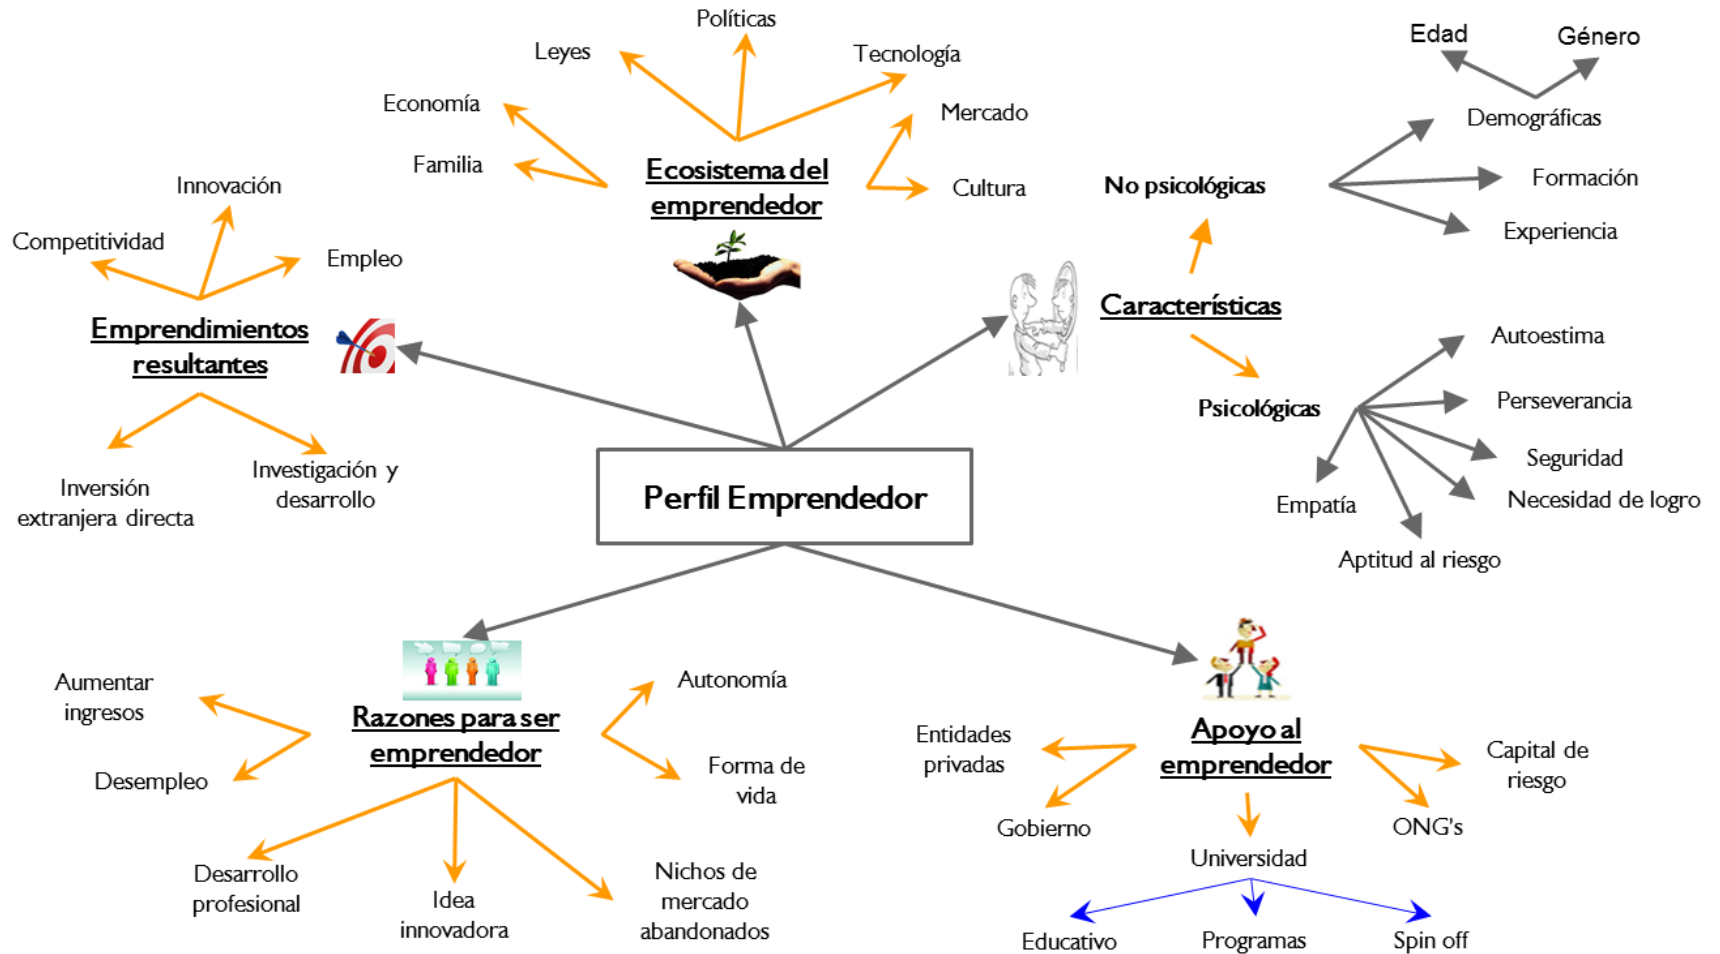 Políticas
Leyes
Tecnología
Economía
Mercado
Familia
Ecosistema del
emprendedor
Cultura
Edad
Género
Demográficas
No psicológicas
Formación
Experiencia
Características
Autoestima
Psicológicas
Perseverancia
Seguridad
Empatía
Necesidad de logro
Aptitud al riesgo
Innovación
Competitividad
Empleo
Emprendimientos
resultantes
Inversión
extranjera directa
Investigación y
desarrollo
Perfil Emprendedor
Aumentar
ingresos
Autonomía
Razones para ser
emprendedor
Desempleo
Forma de
vida
Desarrollo
profesional
Idea
innovadora
Nichos de
mercado
abandonados
Entidades
privadas
Apoyo al
emprendedor
Capital de
riesgo
Gobierno
ONG's
Universidad
Educativo
Programas
Spin off